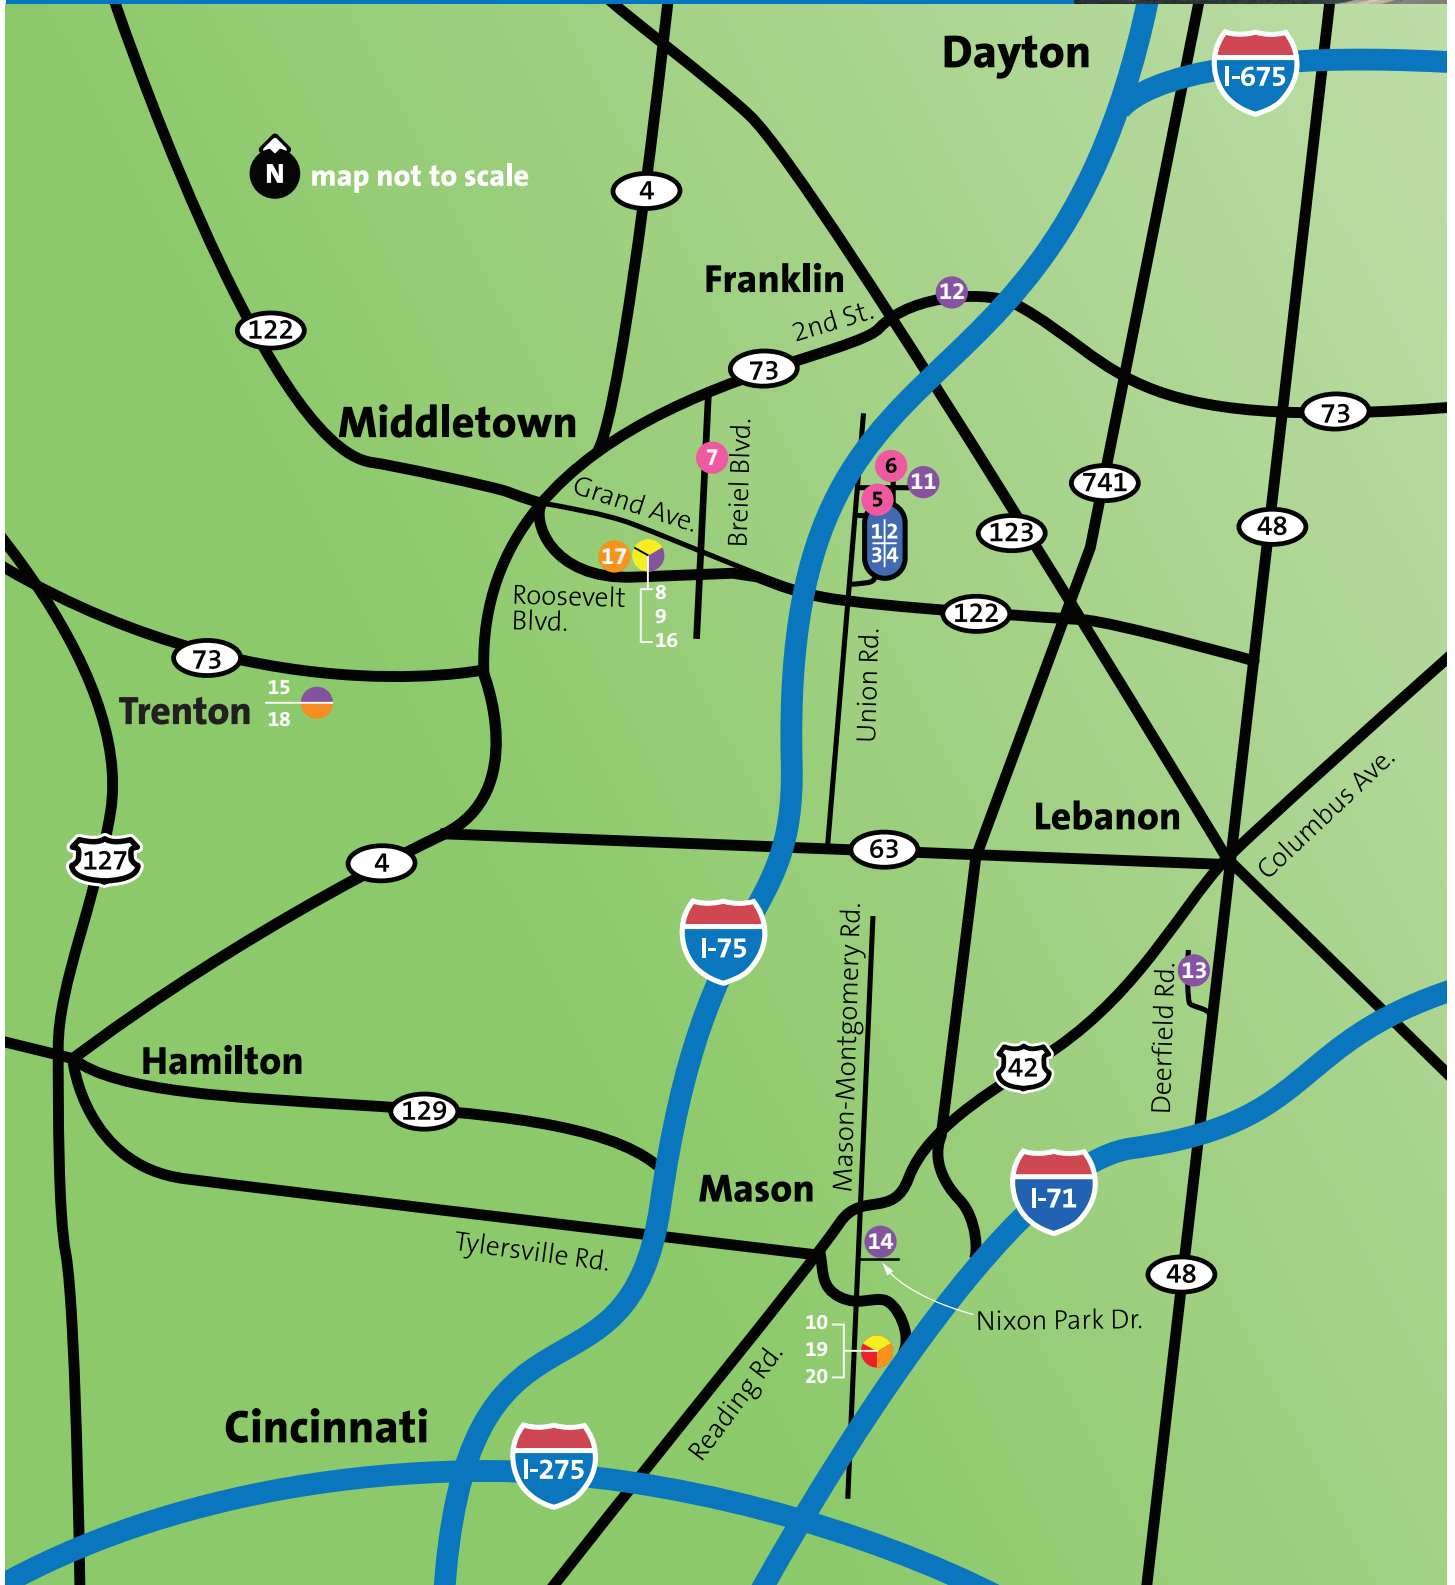 Dayton
I-675
N
map not to scale
4
Franklin
12
2nd St.
122
73
73
Middletown
Breiel Blvd.
7
6
11
5
741
Grand Ave.
1 2
3 4
123
48
17
Roosevelt
Blvd.
8
9
16
122
73
Union Rd.
Trenton
15
18
Columbus Ave.
Lebanon
127
4
63
I-75
Mason-Montgomery Rd.
Deerfield Rd.
13
Hamilton
42
129
Mason
I-71
Tylersville Rd.
14
48
Nixon Park Dr.
10
19
20
Reading Rd.
Cincinnati
I-275